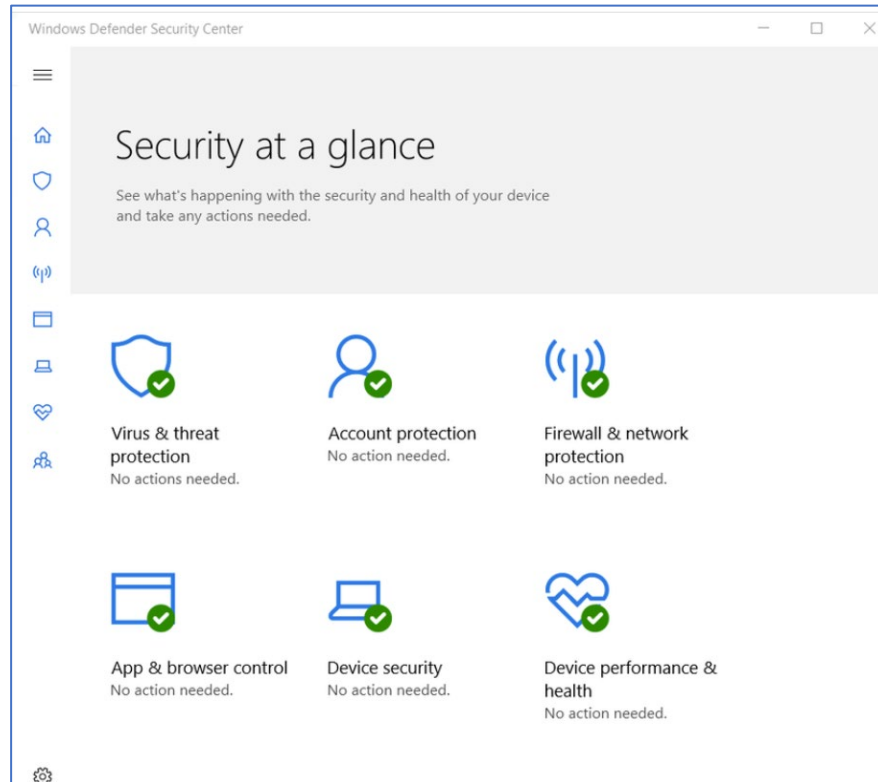 Windows Defender Security Center
Security at a glance
See what's happening with the security and health of your device
and take any actions needed.
Virus & threat
protection
No actions needed.
Account protection
No action needed.
Firewall & network
protection
No action needed.
App & browser control
No action needed.
Device security
No action needed.
Device performance &
health
No action needed.